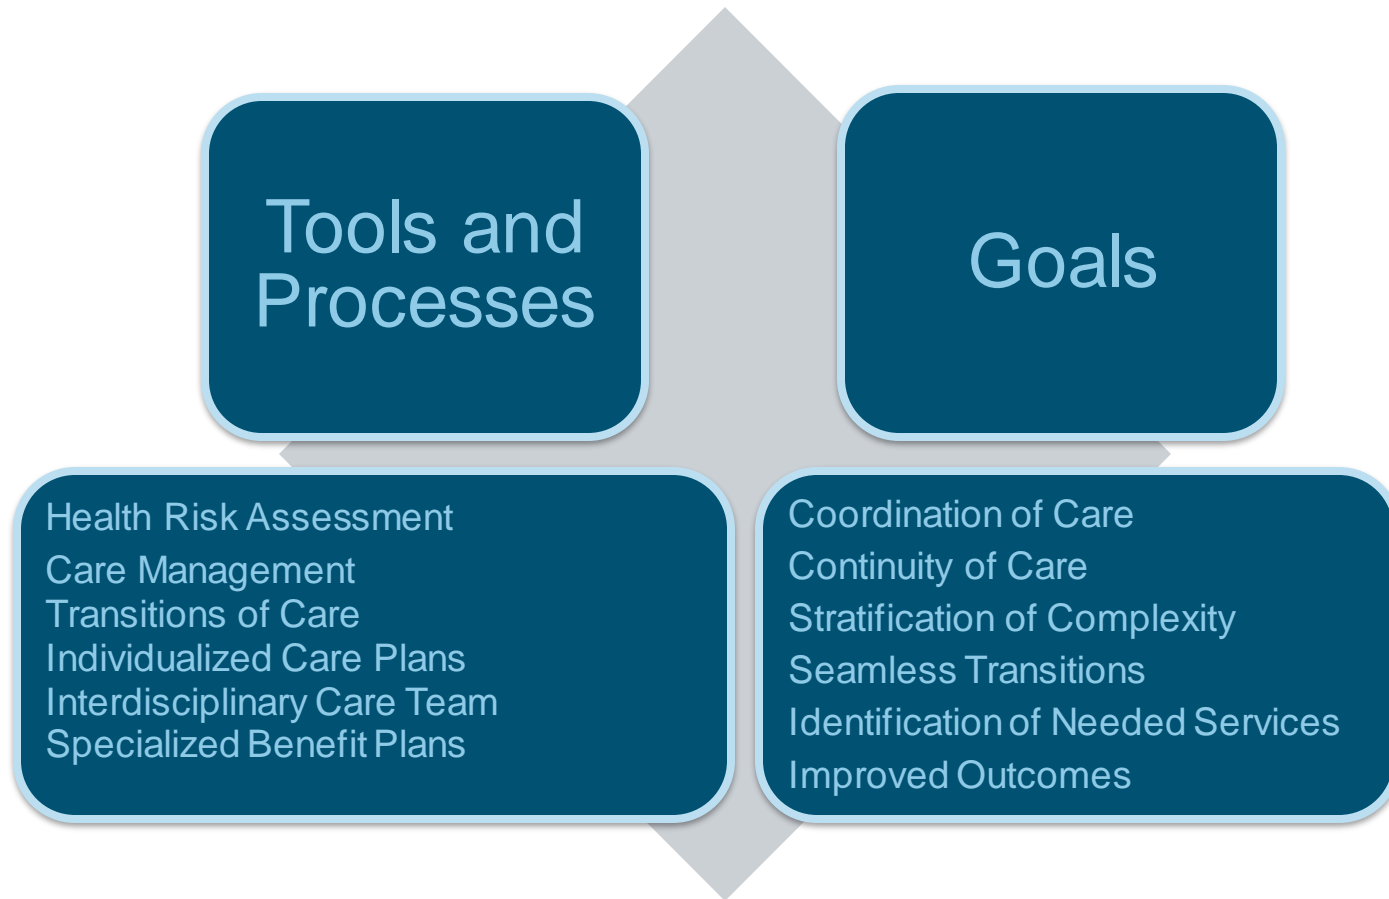 Tools and
Processes
Goals
Health Risk Assessment
Care Management
Transitions of Care
Individualized Care Plans
Interdisciplinary Care Team
Specialized Benefit Plans
Coordination of Care
Continuity of Care
Stratification of Complexity
Seamless Transitions
Identification of Needed Services
Improved Outcomes